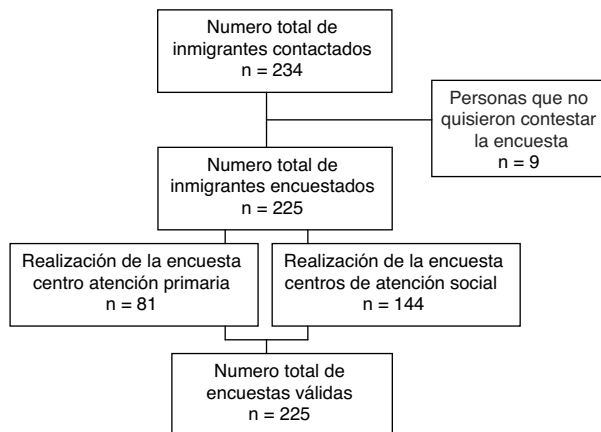 Numero total de
inmigrantes contactados
n = 234
Personas que no
quisieron contestar
la encuesta
n = 9
Numero total de
inmigrantes encuestados
n = 225
Realización de la encuesta
centro atención primaria
n = 81
Realización de la encuesta
centros de atención social
n = 144
Numero total de
encuestas válidas
n = 225